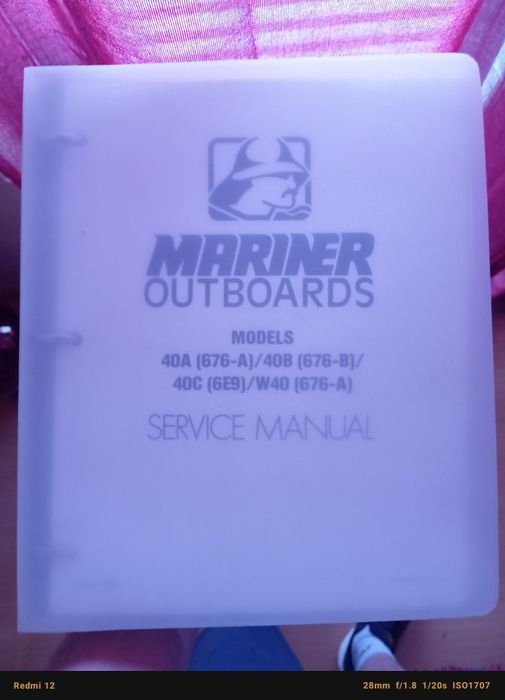 MARINER
OUTBOARDS
MODELS
40A (676-A)/40B (676-B)/
40C (6E9)/W40 (676-A)
SERVICE MANUAL
Redmi 12
28mm f/1.8 1/20s ISO1707